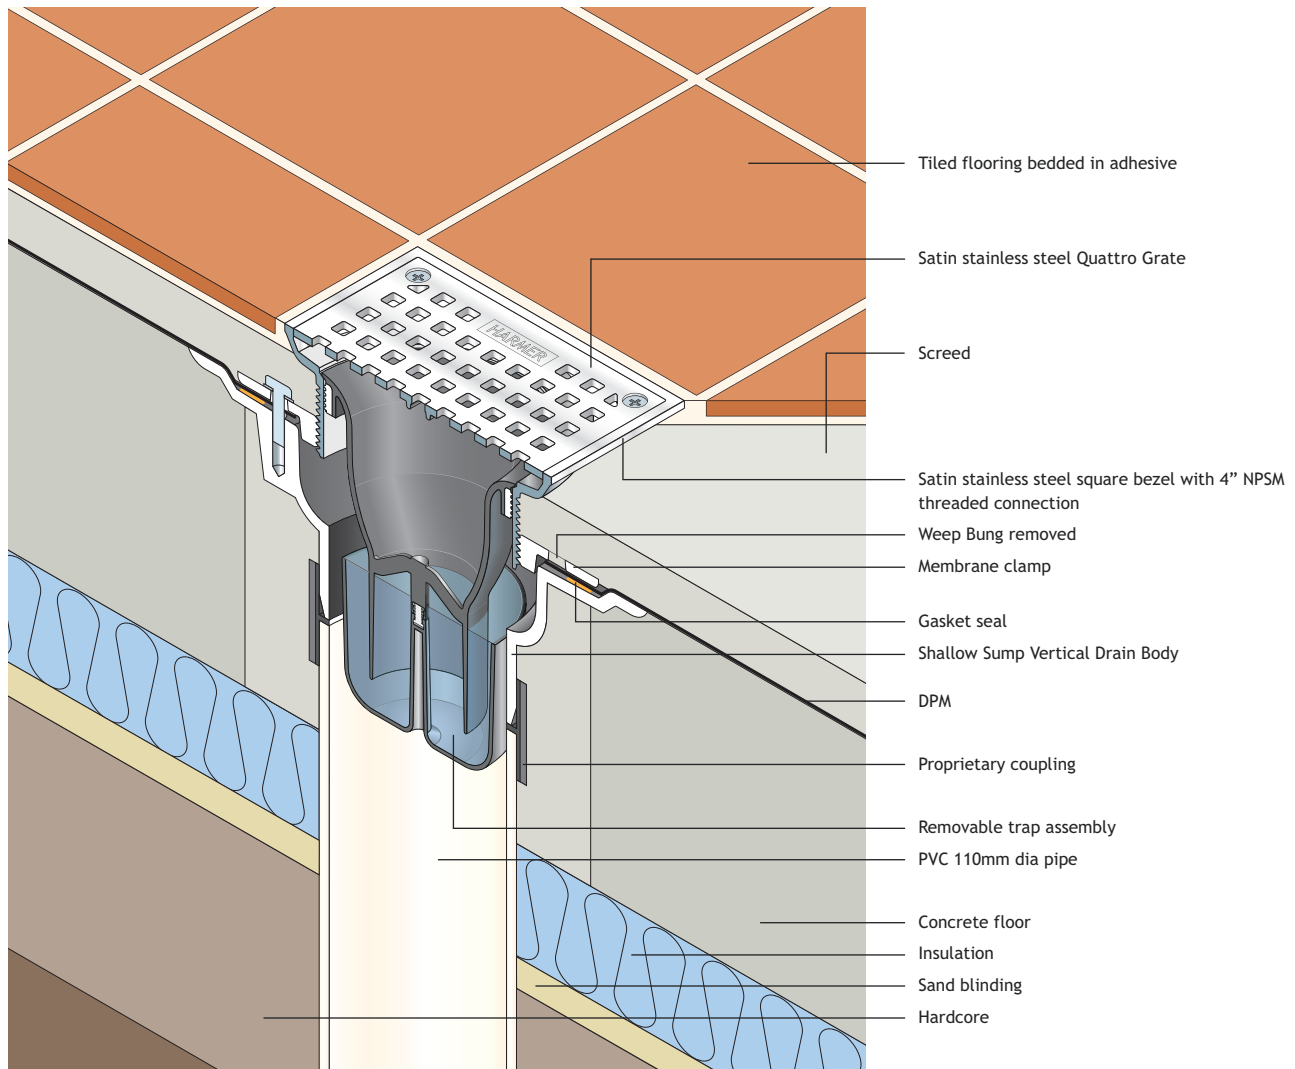 Tiled flooring bedded in adhesive
Satin stainless steel Quattro Grate
HARMER
Screed
Satin stainless steel square bezel with 4” NPSM
threaded connection
Weep Bung removed
Membrane clamp
Gasket seal
Shallow Sump Vertical Drain Body
DPM
Proprietary coupling
Removable trap assembly
PVC 110mm dia pipe
Concrete floor
Insulation
Sand blinding
Hardcore